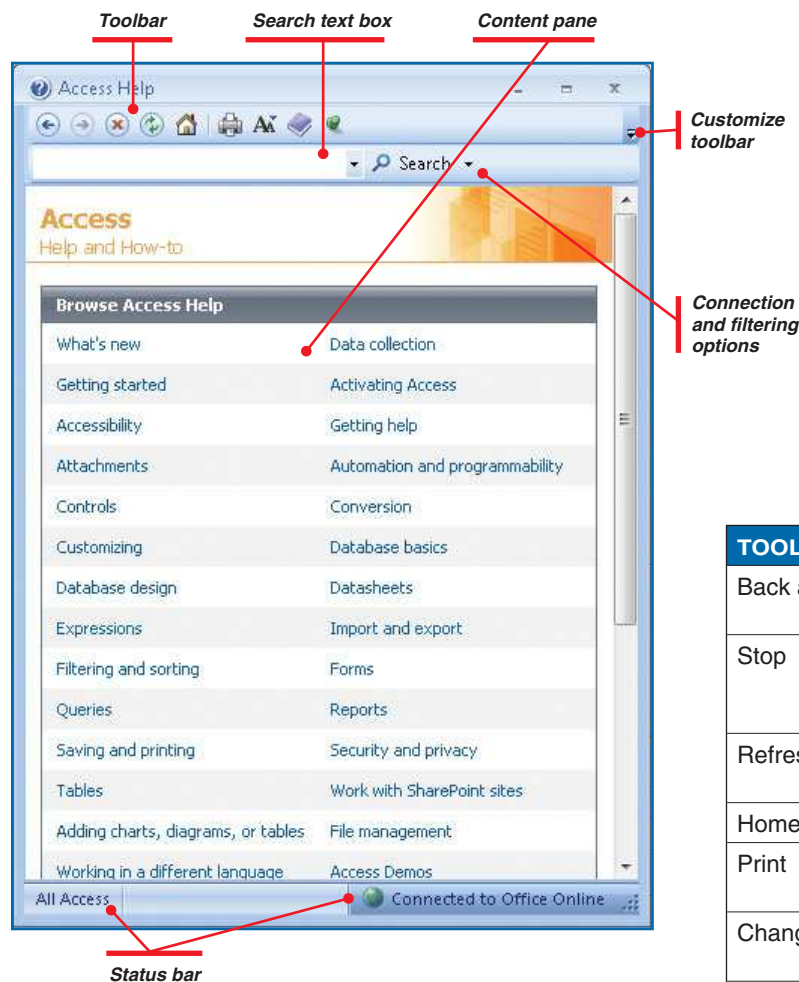 Toolbar
Search text box
Content pane
Access Help
Customize
toolbar
Search
Access
Help and How-to
Browse Access Help
Connection
and filtering
options
What's new
Data collection
Getting started
Activating Access
Accessibility
Getting help
Attachments
Automation and programmability
Controls
Conversion
Customizing
Database basics
Database design
Datasheets
Expressions
Import and export
Filtering and sorting
Forms
Queries
Reports
Saving and printing
Security and privacy
Tables
Work with SharePoint sites
Adding charts, diagrams, or tables
File management
Working in a different language
Access Demos
All Access
Connected to Office Online
Status bar
TOOL
Back
Stop
Refres
Home
Print
Chang